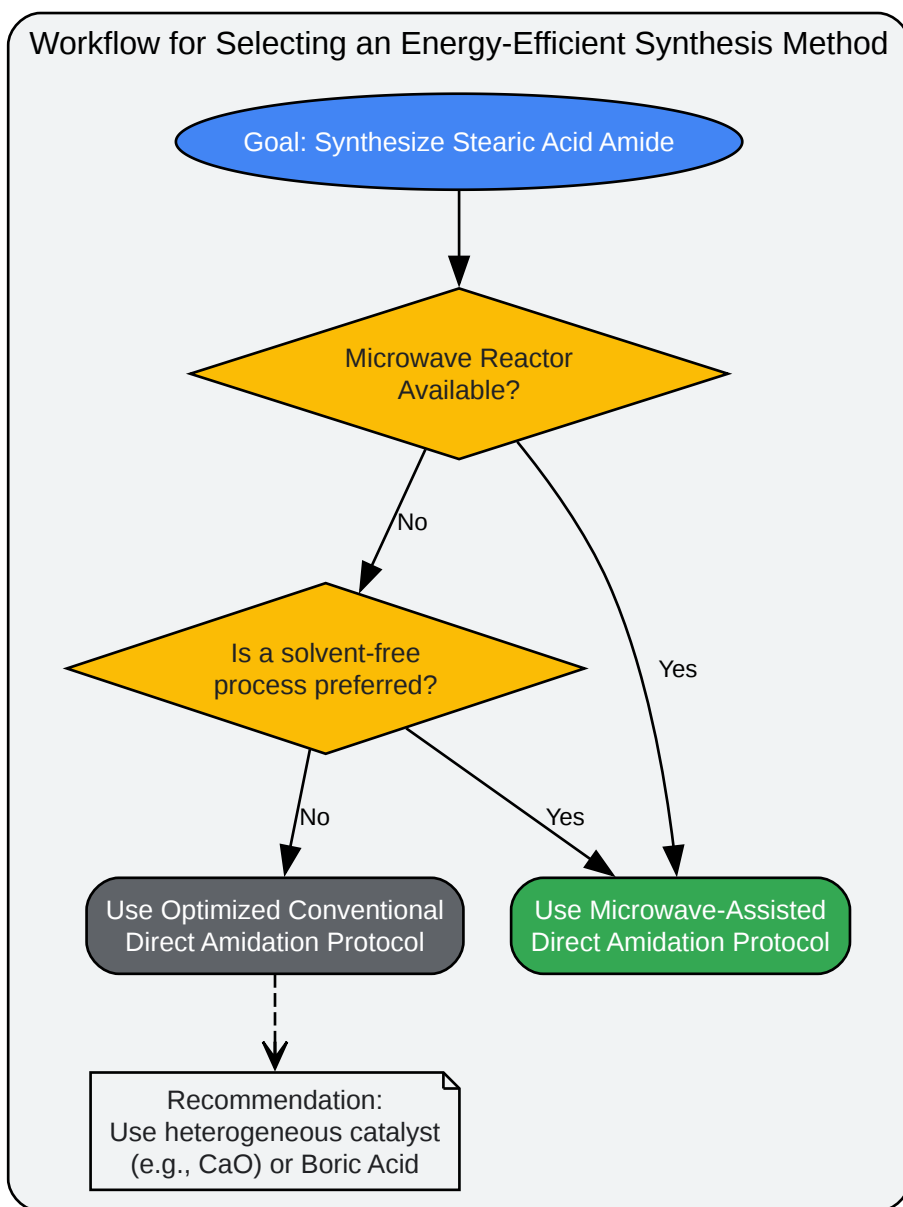 Workflow for Selecting an Energy-Efficient Synthesis Method
Goal: Synthesize Stearic Acid Amide
Microwave Reactor
Available?
No
Is a solvent-free
process preferred?
Yes
No
Yes
Use Optimized Conventional
Direct Amidation Protocol
Use Microwave-Assisted
Direct Amidation Protocol
Recommendation:
Use heterogeneous catalyst
(e.g., CaO) or Boric Acid